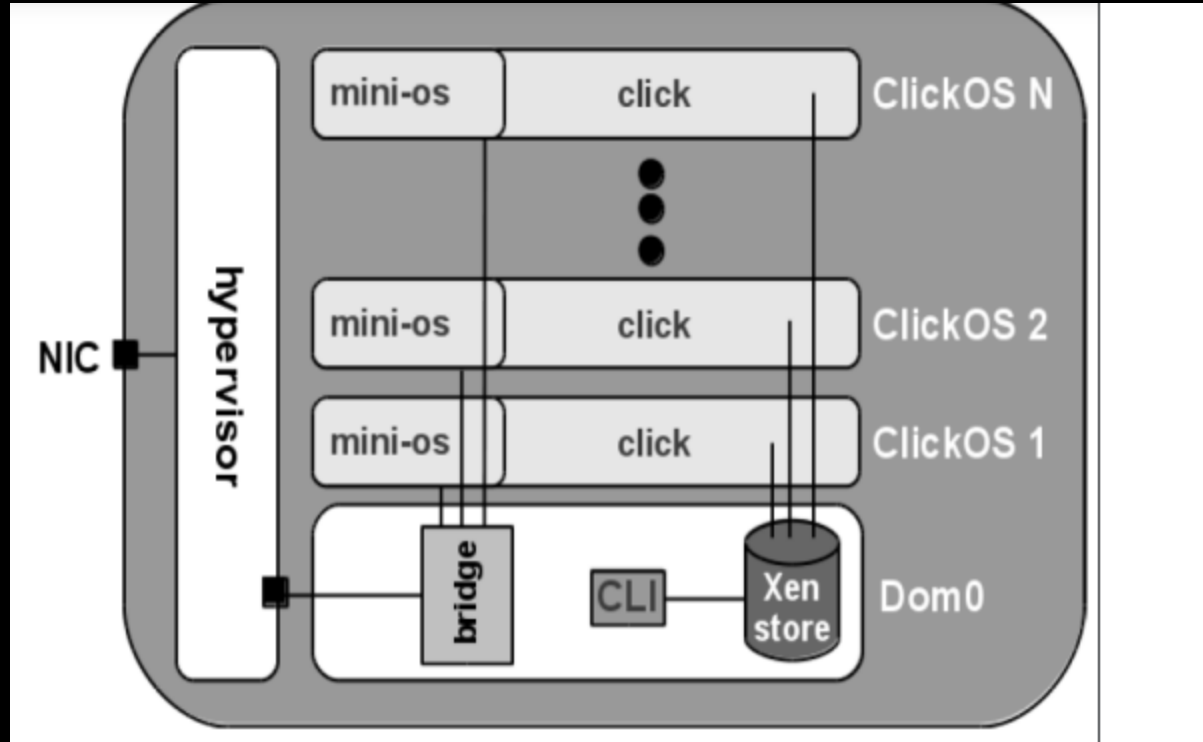 mini-os click ClickOS N
mini-os click ClickOS 2
NIC
hypervisor
mini-os click ClickOS 1
bridge
CLI
Xen
store
Dom0